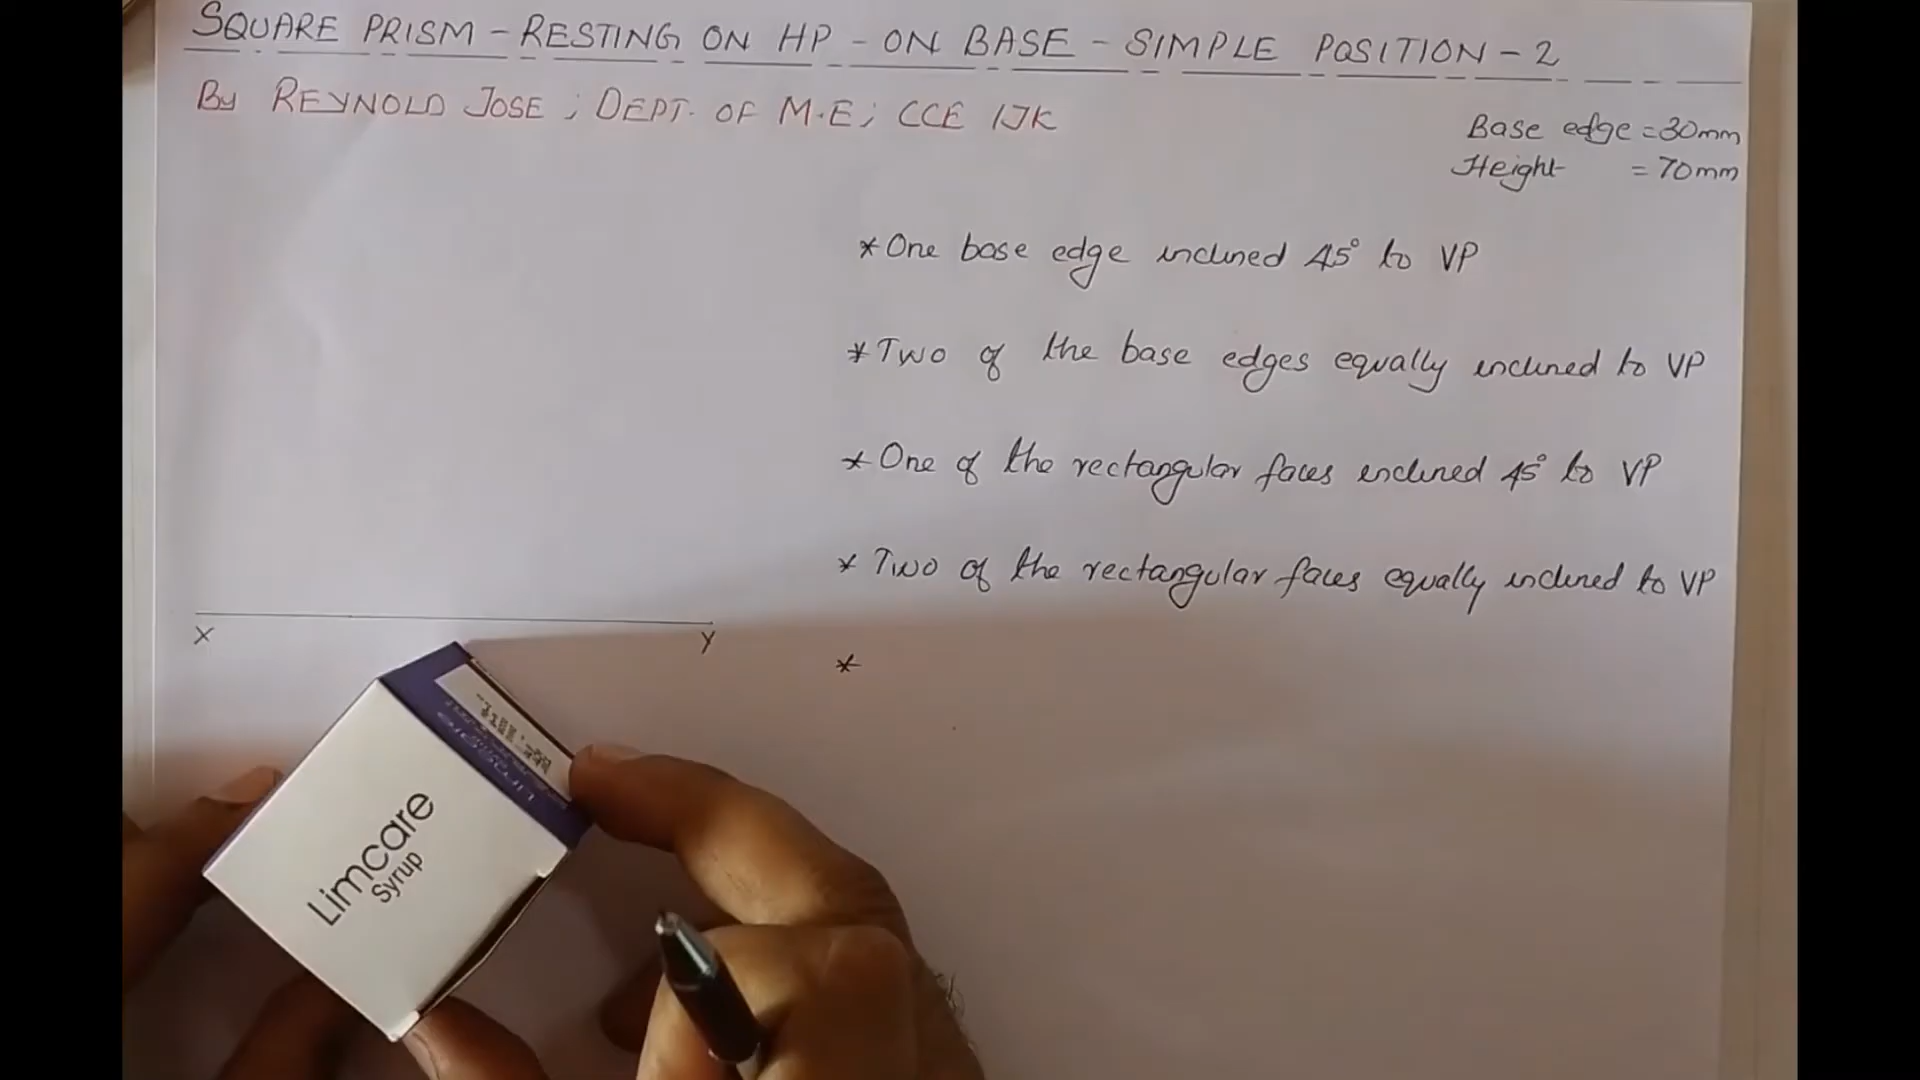 SQUARE PRISM - RESTING ON HP - ON BASE - SIMPLE POSITION - 2
By REYNOLD JOSE ; DEPT. OF M.E ; CCE IJK
Base edge = 30mm
Height = 70mm
* One base edge inclined 45° to VP
* Two of the base edges equally inclined to VP
* One of the rectangular faces inclined 45° to VP
* Two of the rectangular faces equally inclined to VP
X Y
*
Limcare
Syrup